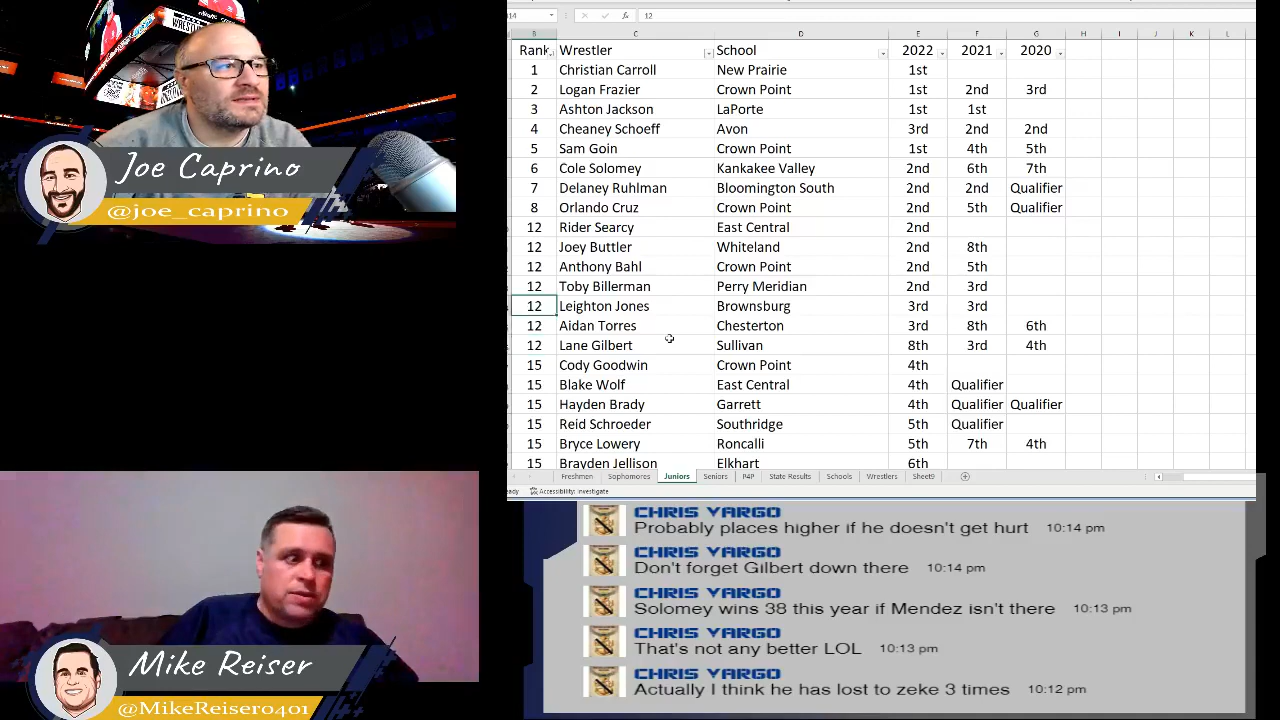 WRESTL
Joe Caprino
@joe_caprino
Mike Reiser
@MikeReiser0401
12
Rank Wrestler School 2022 2021 2020
1 Christian Carroll New Prairie 1st
2 Logan Frazier Crown Point 1st 2nd 3rd
3 Ashton Jackson LaPorte 1st 1st
4 Cheaney Schoeff Avon 3rd 2nd 2nd
5 Sam Goin Crown Point 1st 4th 5th
6 Cole Solomey Kankakee Valley 2nd 6th 7th
7 Delaney Ruhlman Bloomington South 2nd 2nd Qualifier
8 Orlando Cruz Crown Point 2nd 5th Qualifier
12 Rider Searcy East Central 2nd
12 Joey Buttler Whiteland 2nd 8th
12 Anthony Bahl Crown Point 2nd 5th
12 Toby Billerman Perry Meridian 2nd 3rd
12 Leighton Jones Brownsburg 3rd 3rd
12 Aidan Torres Chesterton 3rd 8th 6th
12 Lane Gilbert Sullivan 8th 3rd 4th
15 Cody Goodwin Crown Point 4th
15 Blake Wolf East Central 4th Qualifier
15 Hayden Brady Garrett 4th Qualifier Qualifier
15 Reid Schroeder Southridge 5th Qualifier
15 Bryce Lowery Roncalli 5th 7th 4th
15 Brayden Jellison Elkhart 6th
Freshmen Sophomores Juniors Seniors P4P State Results Schools Wrestlers Sheet9
Accessibility: Investigate
CHRIS VARGO
Probably places higher if he doesn't get hurt 10:14 pm
CHRIS VARGO
Don't forget Gilbert down there 10:14 pm
CHRIS VARGO
Solomey wins 38 this year if Mendez isn't there 10:13 pm
CHRIS VARGO
That's not any better LOL 10:13 pm
CHRIS VARGO
Actually I think he has lost to zeke 3 times 10:12 pm